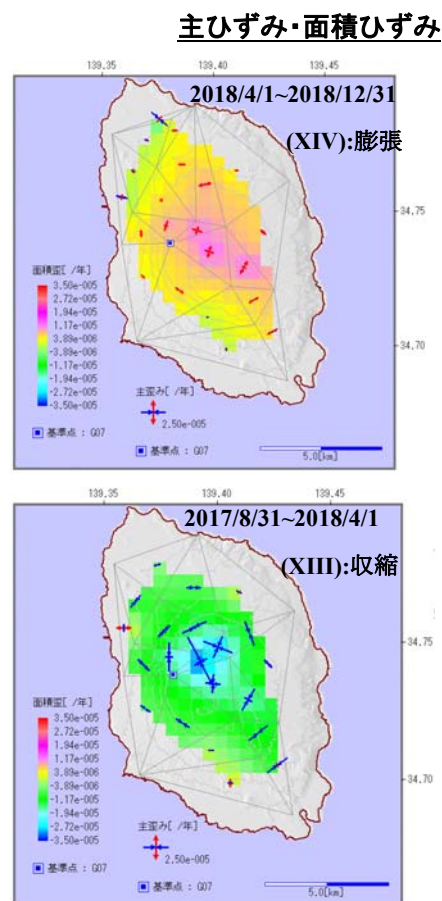 主ひずみ・面積ひずみ
139.35
139.40
139.45
2018/4/1~2018/12/31
(XIV):膨張
34.75
34.70
面積歪[ /年]
3.50e-005
2.72e-005
1.94e-005
1.17e-005
3.89e-006
-3.89e-006
-1.17e-005
-1.94e-005
-2.72e-005
-3.50e-005
主歪み[ /年]
2.50e-005
基準点 : G07
基準点 : G07
5.0[km]
139.35
139.40
139.45
2017/8/31~2018/4/1
(XIII):収縮
34.75
34.70
面積歪[ /年]
3.50e-005
2.72e-005
1.94e-005
1.17e-005
3.89e-006
-3.89e-006
-1.17e-005
-1.94e-005
-2.72e-005
-3.50e-005
主歪み[ /年]
2.50e-005
基準点 : G07
基準点 : G07
5.0[km]